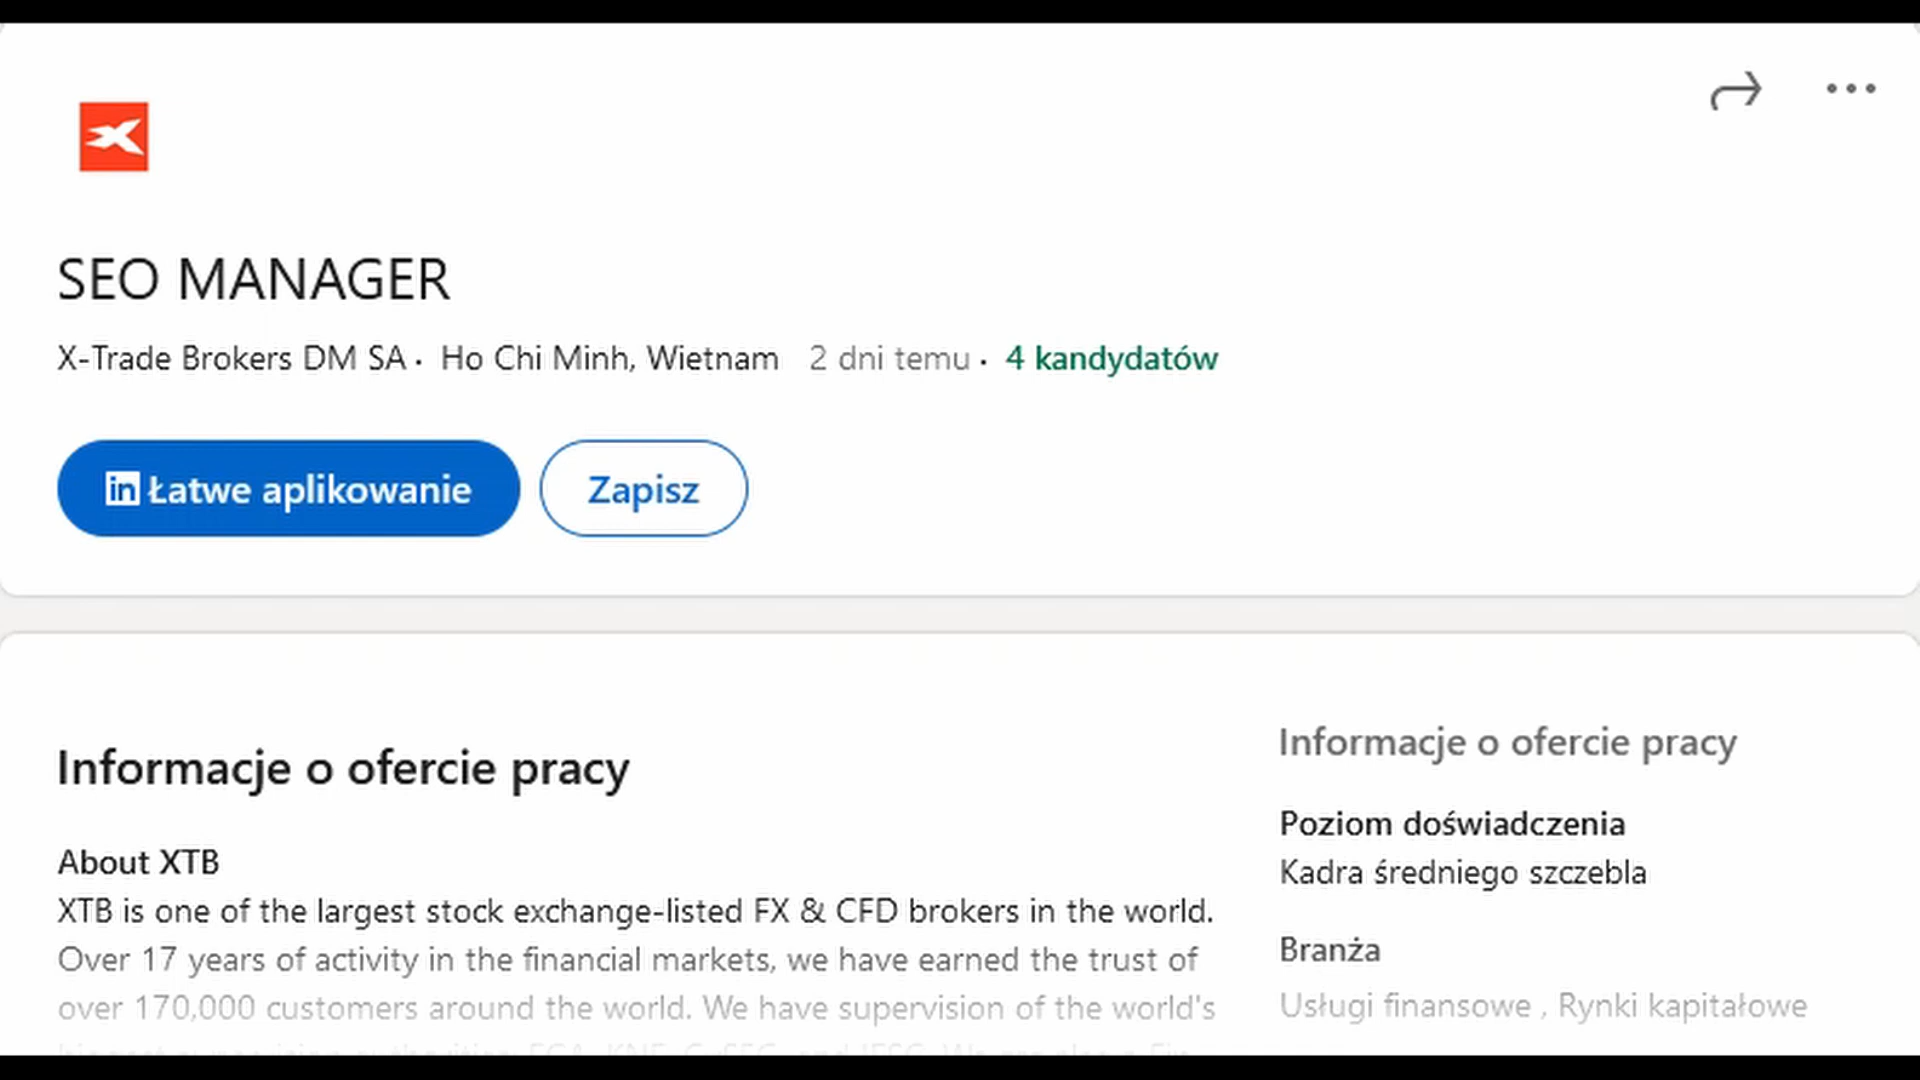 SEO MANAGER
X-Trade Brokers DM SA · Ho Chi Minh, Wietnam 2 dni temu · 4 kandydatów
in Łatwe aplikowanie
Zapisz
Informacje o ofercie pracy
About XTB
XTB is one of the largest stock exchange-listed FX & CFD brokers in the world.
Over 17 years of activity in the financial markets, we have earned the trust of
over 170,000 customers around the world. We have supervision of the world's
Informacje o ofercie pracy
Poziom doświadczenia
Kadra średniego szczebla
Branża
Usługi finansowe , Rynki kapitałowe